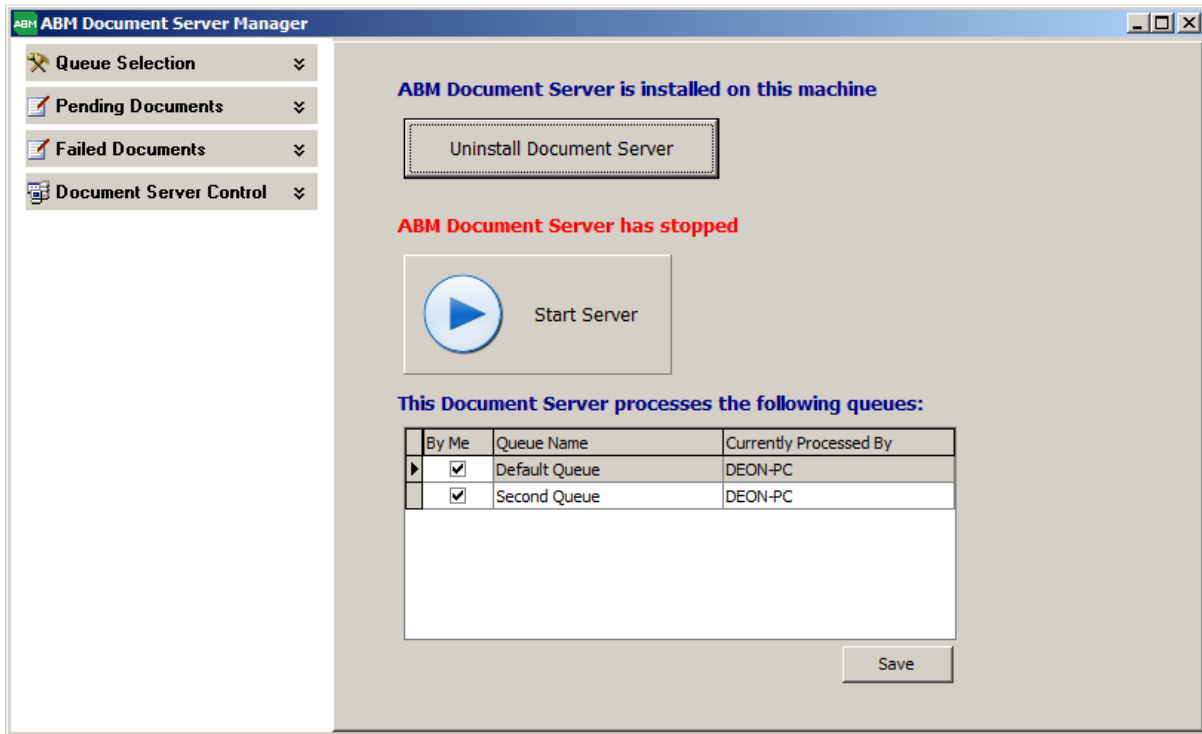 ABM ABM Document Server Manager
Queue Selection
Pending Documents
Failed Documents
Document Server Control
ABM Document Server is installed on this machine
Uninstall Document Server
ABM Document Server has stopped
Start Server
This Document Server processes the following queues:
By Me Queue Name Currently Processed By
Default Queue DEON-PC
Second Queue DEON-PC
Save